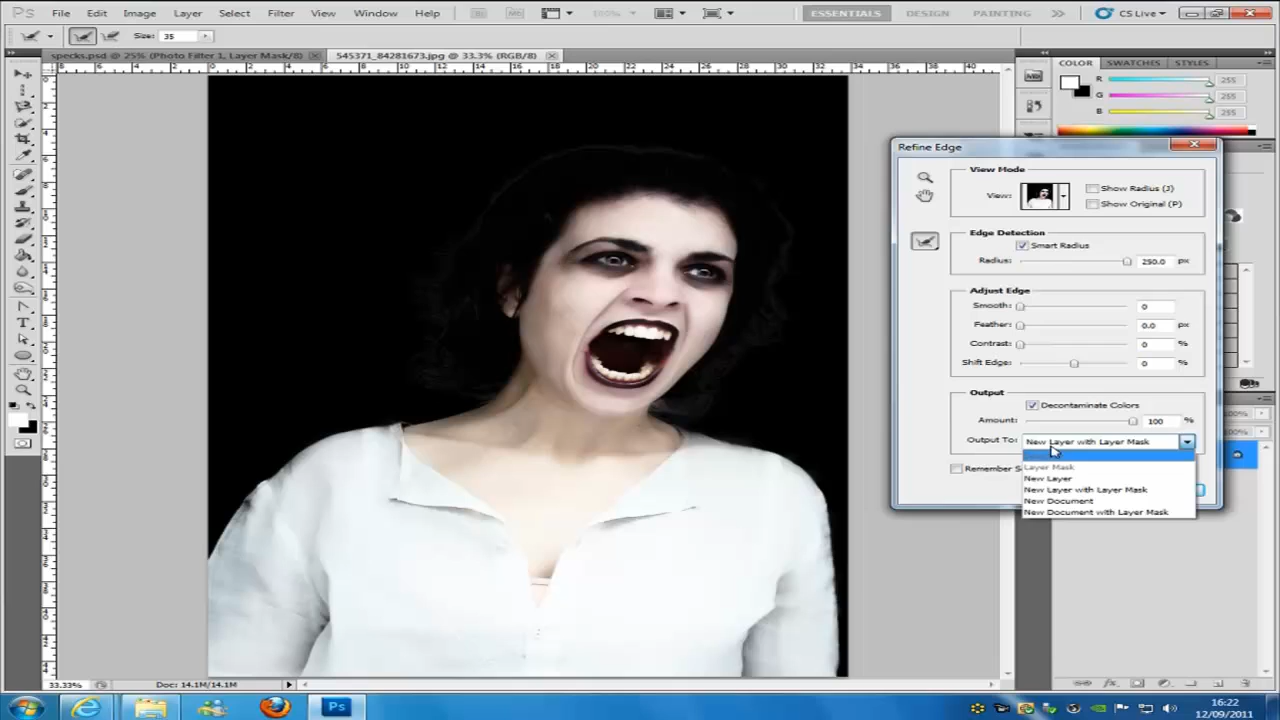 Ps File Edit Image Layer Select Filter View Window Help 100% ESSENTIALS DESIGN PAINTING CS Live
Size: 35
specks.psd @ 25% (Photo Filter 1, Layer Mask/8) 545371_84281673.jpg @ 33.3% (RGB/8)
COLOR SWATCHES STYLES
R 255
G 255
B 255
Refine Edge
View Mode
View:
Show Radius (J)
Show Original (P)
Edge Detection
Smart Radius
Radius: 250.0 px
Adjust Edge
Smooth: 0
Feather: 0.0 px
Contrast: 0 %
Shift Edge: 0 %
Output
Decontaminate Colors
Amount: 100 %
Output To: New Layer with Layer Mask
Layer Mask
Remember S
New Layer
New Layer with Layer Mask
New Document
New Document with Layer Mask
33.33% Doc: 14.1M/14.1M
Ps
16:22
12/09/2011